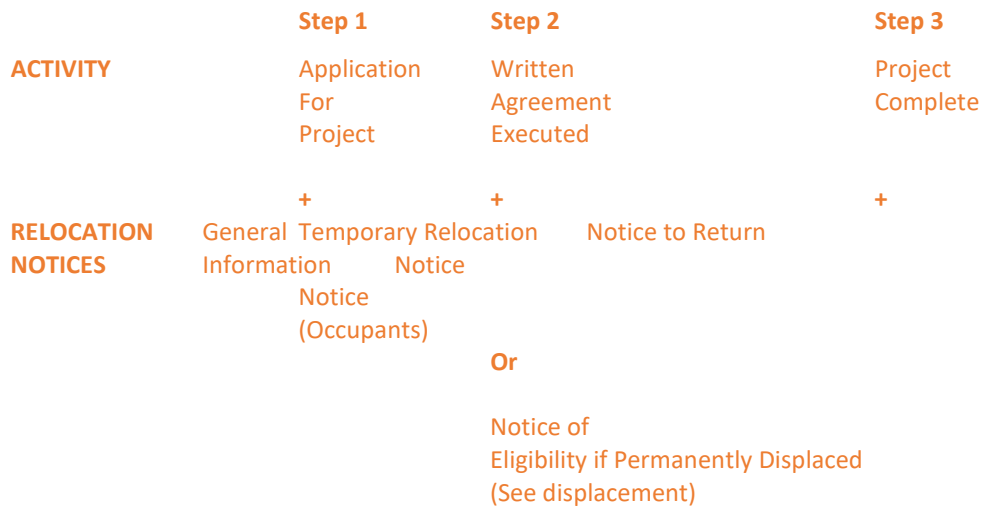 Step 1 Step 2 Step 3
ACTIVITY Application Written Project
For Agreement Complete
Project Executed
+ + +
RELOCATION General Temporary Relocation Notice to Return
NOTICES Information Notice
Notice
(Occupants)
Or
Notice of
Eligibility if Permanently Displaced
(See displacement)